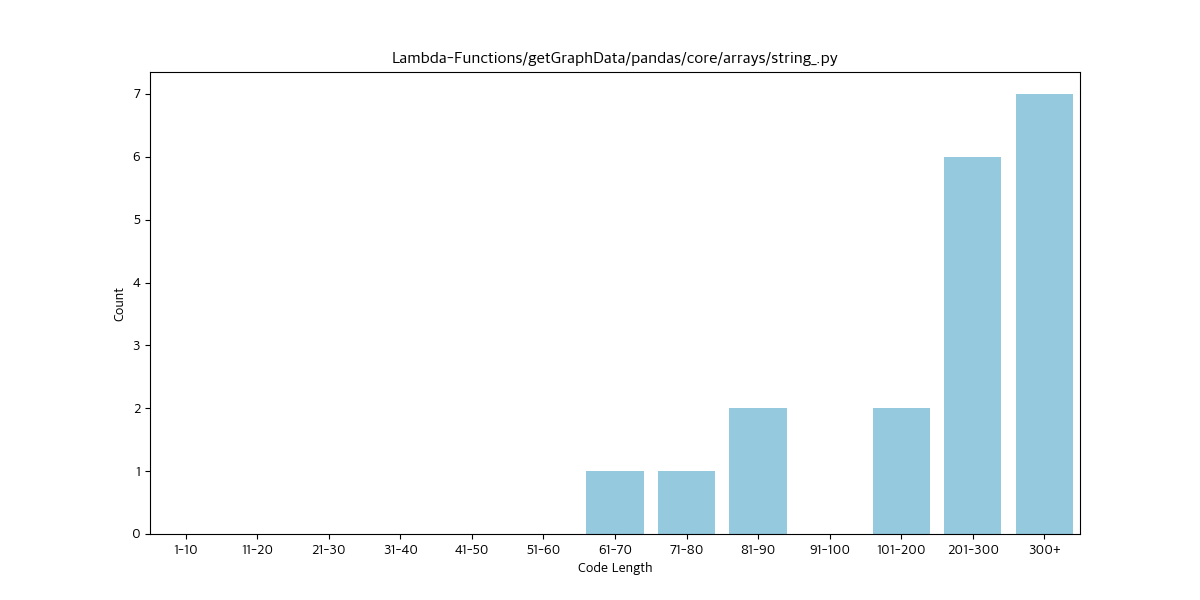 Lambda-Functions/getGraphData/pandas/core/arrays/string_.py
7
6
5
4
3
2
1
0
Count
1-10 11-20 21-30 31-40 41-50 51-60 61-70 71-80 81-90 91-100 101-200 201-300 300+
Code Length